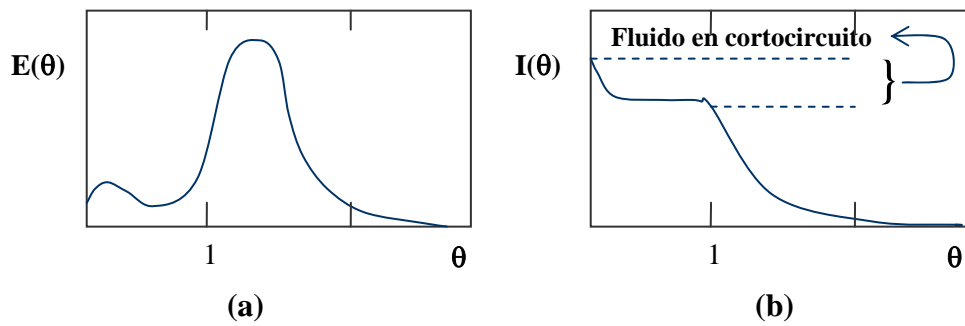 E(θ)
1
θ
(a)
Fluido en cortocircuito
I(θ)
}
1
θ
(b)